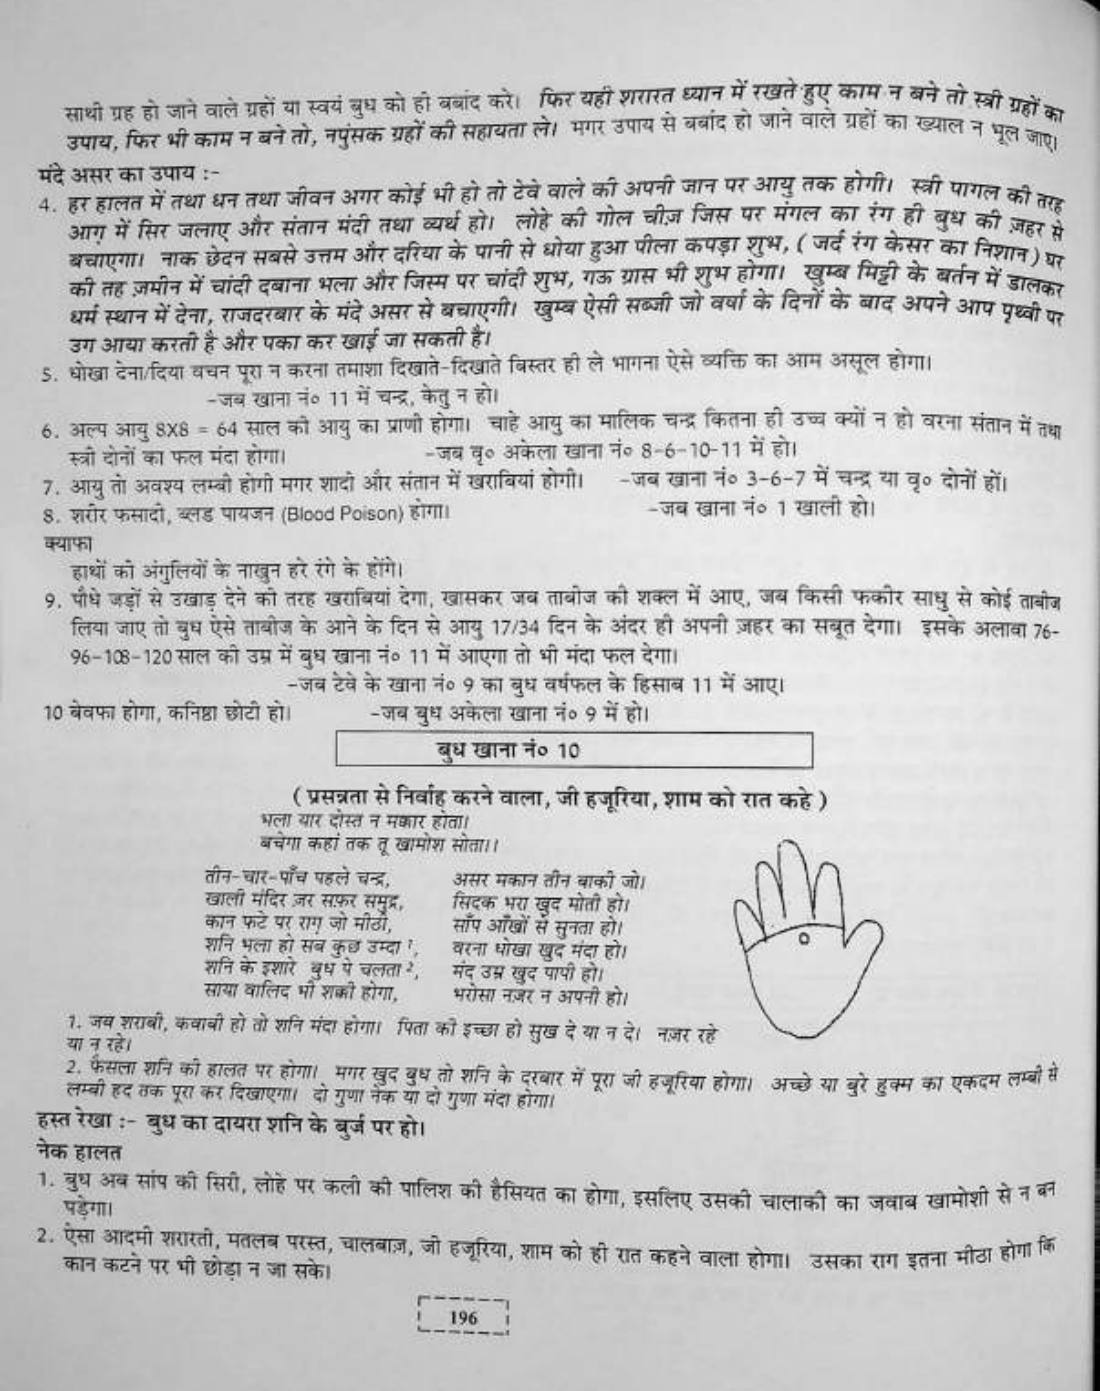 साथी ग्रह हो जाने वाले ग्रहों या स्वयं बुध को ही बर्बाद करे। फिर यही शरारत ध्यान में रखते हुए काम न बने तो स्त्री ग्रहों का
उपाय, फिर भी काम न बने तो, नपुंसक ग्रहों की सहायता ले। मगर उपाय से बर्बाद हो जाने वाले ग्रहों का ख्याल न भूल जाए।
मंदे असर का उपाय :-
4. हर हालत में तथा धन तथा जीवन अगर कोई भी हो तो टेवे वाले की अपनी जान पर आयु तक होगी। स्त्री पागल की तरह
आग में सिर जलाए और संतान मंदी तथा व्यर्थ हो। लोहे की गोल चीज़ जिस पर मंगल का रंग ही बुध की ज़हर से
बचाएगा। नाक छेदन सबसे उत्तम और दरिया के पानी से धोया हुआ पीला कपड़ा शुभ, ( जर्द रंग केसर का निशान ) घर
की तह ज़मीन में चांदी दबाना भला और जिस्म पर चांदी शुभ, गऊ ग्रास भी शुभ होगा। खुम्ब मिट्टी के बर्तन में डालकर
धर्म स्थान में देना, राजदरबार के मंदे असर से बचाएगी। खुम्ब ऐसी सब्जी जो वर्षा के दिनों के बाद अपने आप पृथ्वी पर
उग आया करती है और पका कर खाई जा सकती है।
5. धोखा देना/दिया वचन पूरा न करना तमाशा दिखाते-दिखाते बिस्तर ही ले भागना ऐसे व्यक्ति का आम असूल होगा।
-जब खाना नं० 11 में चन्द्र, केतु न हो।
6. अल्प आयु 8X8 = 64 साल की आयु का प्राणी होगा। चाहे आयु का मालिक चन्द्र कितना ही उच्च क्यों न हो वरना संतान में तथा
स्त्री दोनों का फल मंदा होगा। -जब वृ० अकेला खाना नं० 8-6-10-11 में हो।
7. आयु तो अवश्य लम्बी होगी मगर शादी और संतान में खराबियां होगी। -जब खाना नं० 3-6-7 में चन्द्र या वृ० दोनों हों।
8. शरीर फसादी, ब्लड पायजन (Blood Poison) होगा। -जब खाना नं० 1 खाली हो।
क्याफा
हाथों की अंगुलियों के नाखुन हरे रंगे के होंगे।
9. पौधे जड़ों से उखाड़ देने की तरह खराबियां देगा, खासकर जब ताबीज की शक्ल में आए, जब किसी फकीर साधु से कोई ताबीज
लिया जाए तो बुध ऐसे ताबीज के आने के दिन से आयु 17/34 दिन के अंदर ही अपनी ज़हर का सबूत देगा। इसके अलावा 76-
96-108-120 साल की उम्र में बुध खाना नं० 11 में आएगा तो भी मंदा फल देगा।
-जब टेवे के खाना नं० 9 का बुध वर्षफल के हिसाब 11 में आए।
10 बेवफा होगा, कनिष्ठा छोटी हो। -जब बुध अकेला खाना नं० 9 में हो।
बुध खाना नं० 10
( प्रसन्नता से निर्वाह करने वाला, जी हजूरिया, शाम को रात कहे )
भला यार दोस्त न मक्कार होता।
बचेगा कहां तक तू खामोश सोता।।
तीन-चार-पाँच पहले चन्द्र, असर मकान तीन बाकी जो।
खाली मंदिर ज़र सफ़र समुद्र, सिदक भरा खुद मोती हो।
कान फटे पर राग जो मीठी, साँप आँखों से सुनता हो।
शनि भला हो सब कुछ उम्दा ¹, वरना धोखा खुद मंदा हो।
शनि के इशारे बुध पे चलता ², मंद उम्र खुद पापी हो।
साया वालिद भी शक्की होगा, भरोसा नज़र न अपनी हो।
1. जब शराबी, कवाबी हो तो शनि मंदा होगा। पिता की इच्छा हो सुख दे या न दे। नज़र रहे
या न रहे।
2. फैसला शनि की हालत पर होगा। मगर खुद बुध तो शनि के दरबार में पूरा जी हजूरिया होगा। अच्छे या बुरे हुक्म का एकदम लम्बी से
लम्बी हद तक पूरा कर दिखाएगा। दो गुणा नेक या दो गुणा मंदा होगा।
हस्त रेखा :- बुध का दायरा शनि के बुर्ज पर हो।
नेक हालत
1. बुध अब सांप की सिरी, लोहे पर कली की पालिश की हैसियत का होगा, इसलिए उसकी चालाकी का जवाब खामोशी से न बन
पड़ेगा।
2. ऐसा आदमी शरारती, मतलब परस्त, चालबाज़, जी हजूरिया, शाम को ही रात कहने वाला होगा। उसका राग इतना मीठा होगा कि
कान कटने पर भी छोड़ा न जा सके।
196